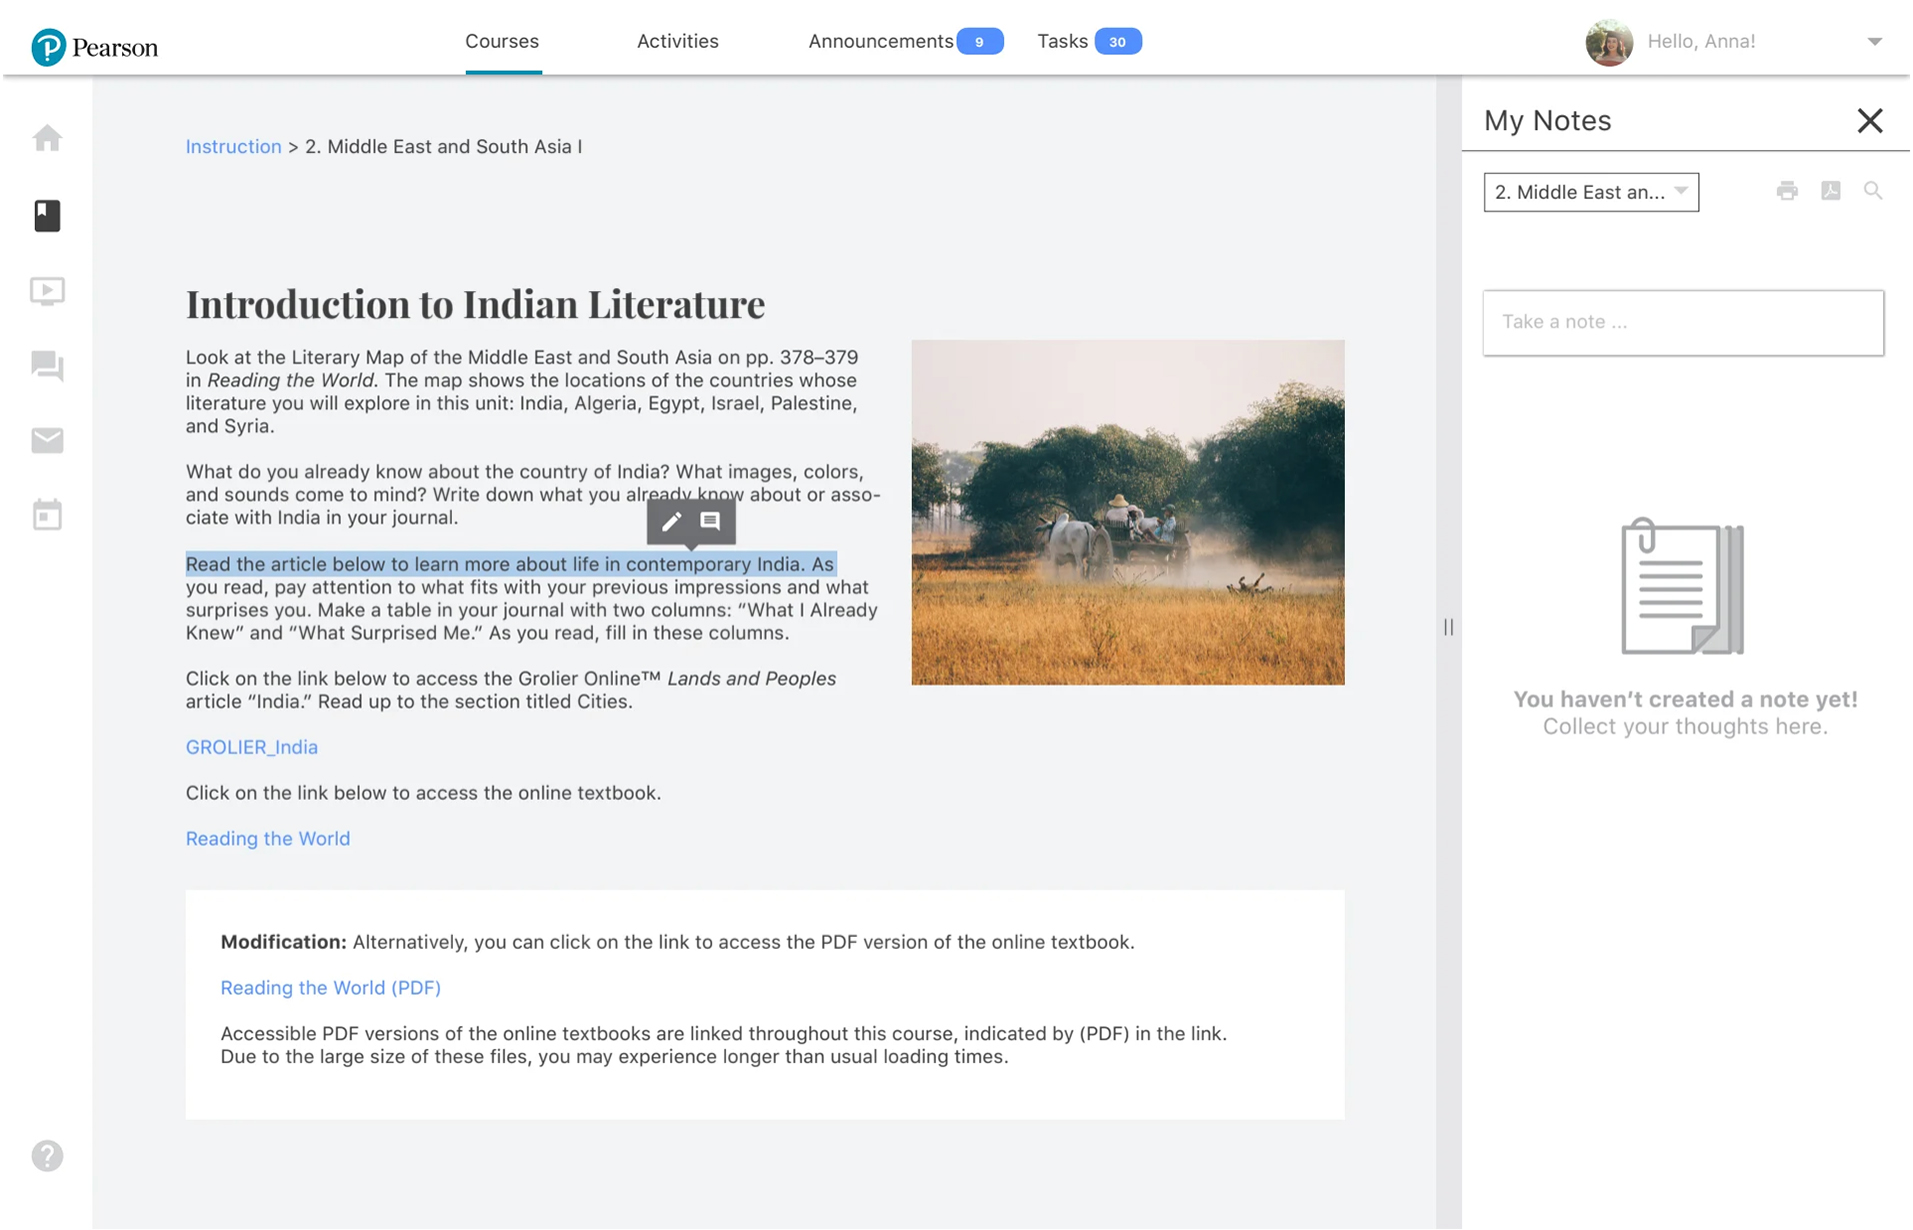 Pearson
Courses
Activities
Announcements 9
Tasks 30
Hello, Anna!
Instruction > 2. Middle East and South Asia I
Introduction to Indian Literature
Look at the Literary Map of the Middle East and South Asia on pp. 378–379
in Reading the World. The map shows the locations of the countries whose
literature you will explore in this unit: India, Algeria, Egypt, Israel, Palestine,
and Syria.
What do you already know about the country of India? What images, colors,
and sounds come to mind? Write down what you already know about or asso-
ciate with India in your journal.
Read the article below to learn more about life in contemporary India. As
you read, pay attention to what fits with your previous impressions and what
surprises you. Make a table in your journal with two columns: “What I Already
Knew” and “What Surprised Me.” As you read, fill in these columns.
Click on the link below to access the Grolier Online™ Lands and Peoples
article “India.” Read up to the section titled Cities.
GROLIER_India
Click on the link below to access the online textbook.
Reading the World
Modification: Alternatively, you can click on the link to access the PDF version of the online textbook.
Reading the World (PDF)
Accessible PDF versions of the online textbooks are linked throughout this course, indicated by (PDF) in the link.
Due to the large size of these files, you may experience longer than usual loading times.
My Notes
2. Middle East an...
Take a note ...
You haven’t created a note yet!
Collect your thoughts here.